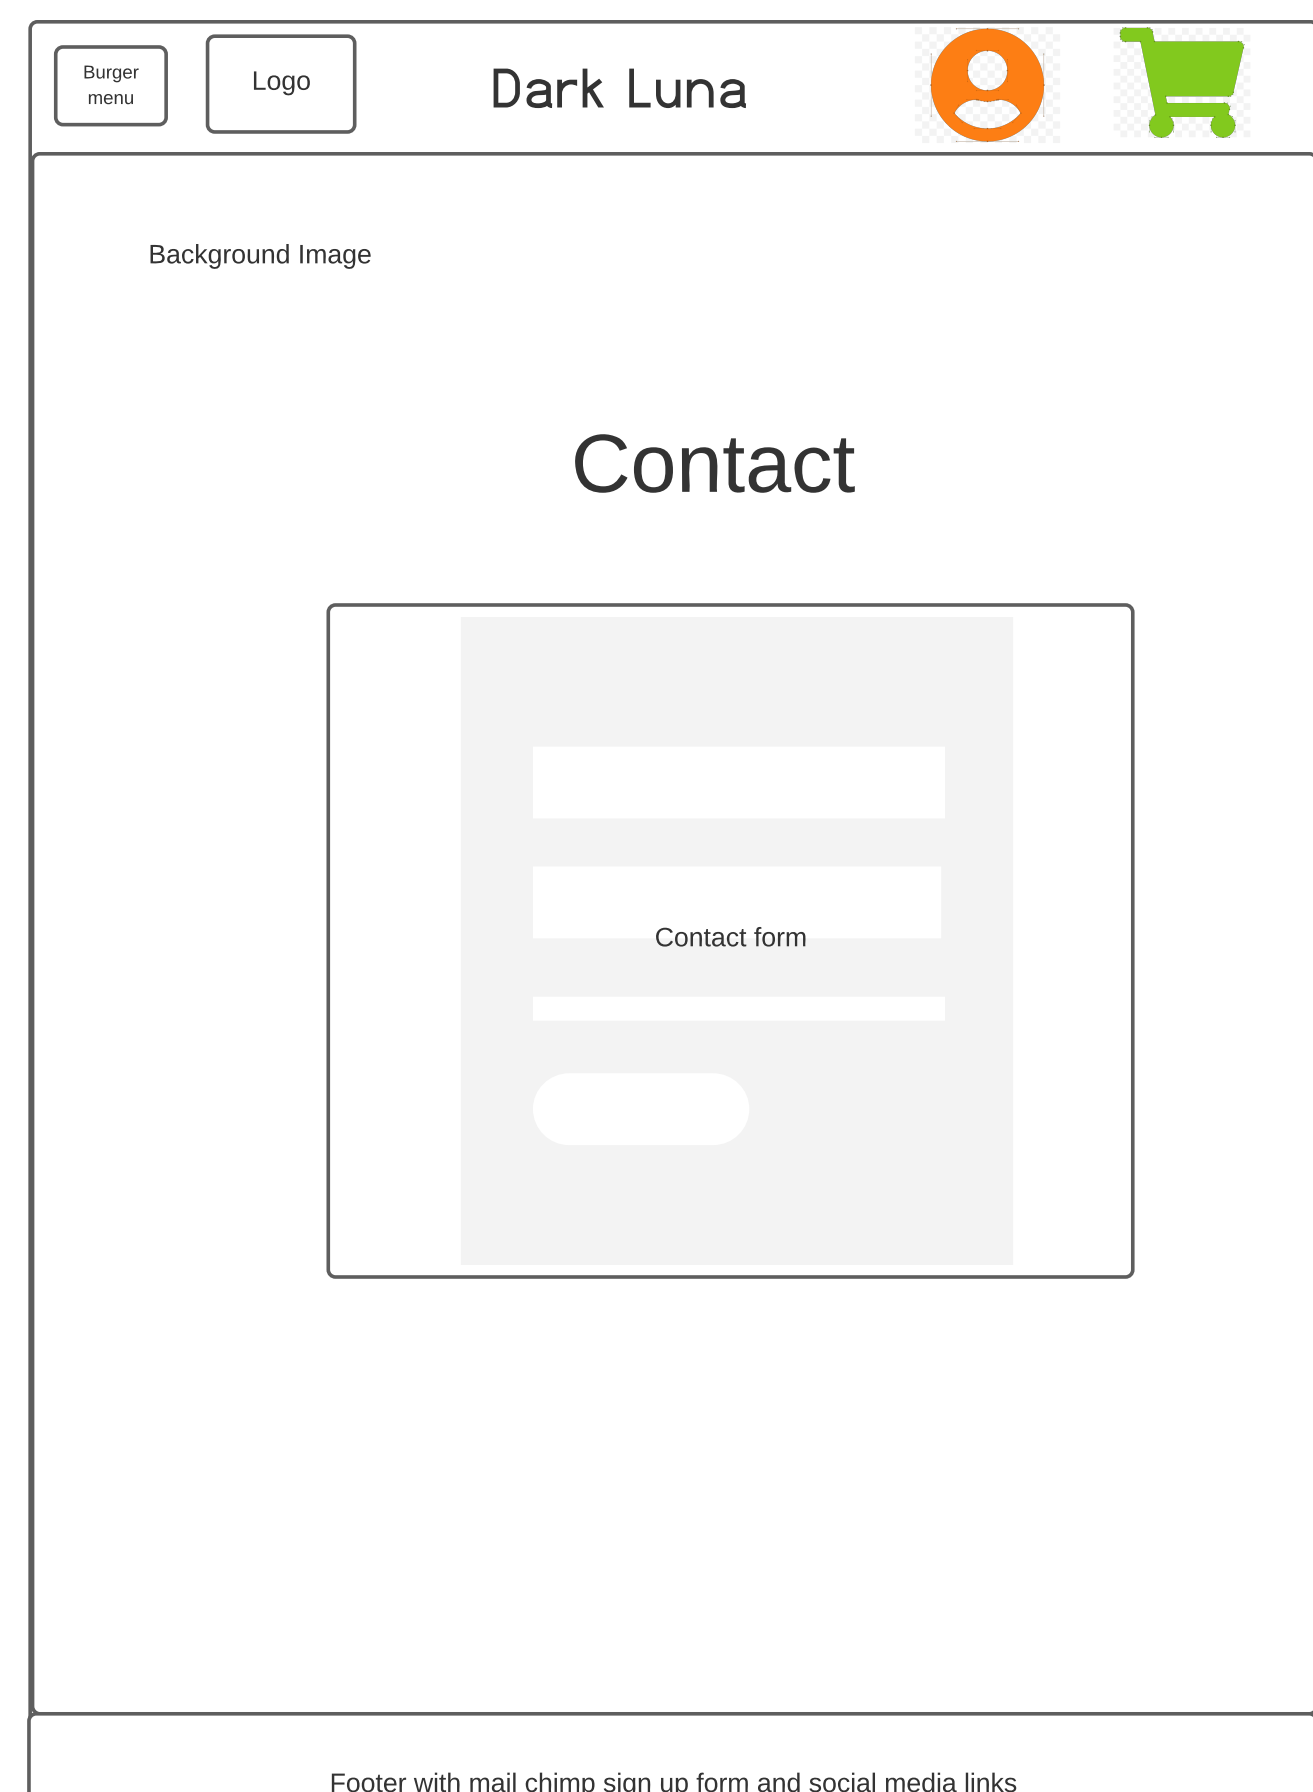 Burger
menu
Logo
Dark Luna
Background Image
Contact
Contact form
Footer with mail chimp sign up form and social media links